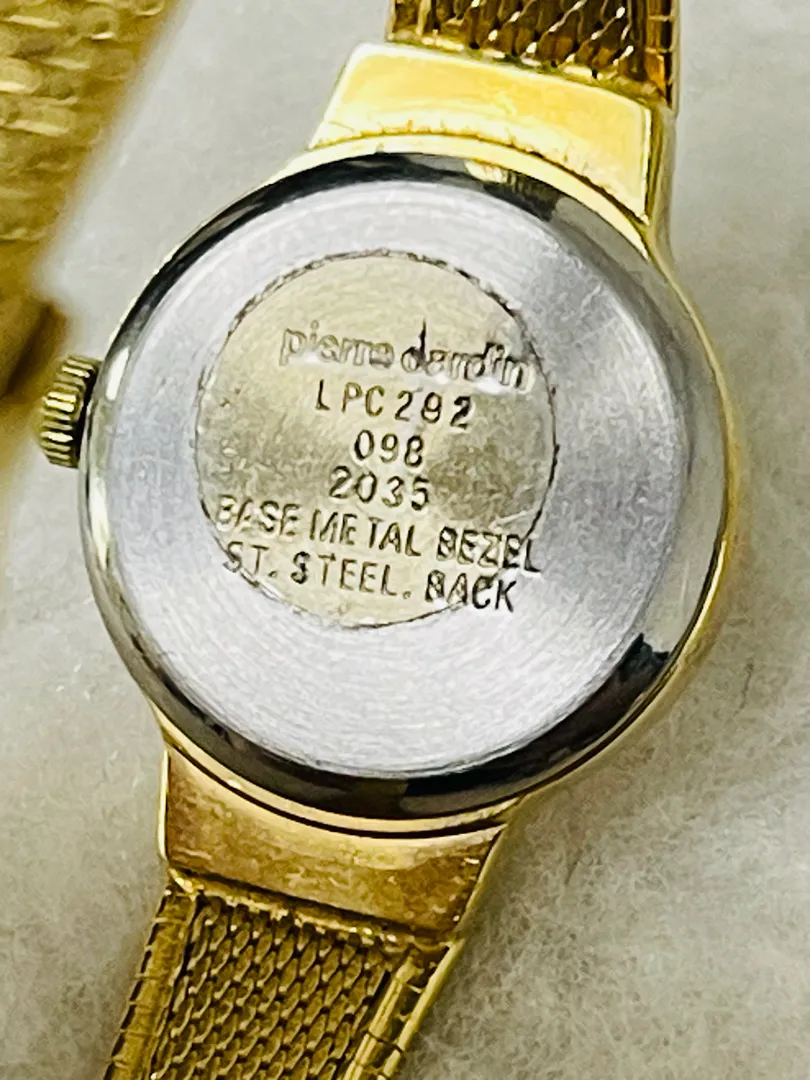 pierre cardin
LPC292
098
2035
BASE METAL BEZEL
ST. STEEL. BACK